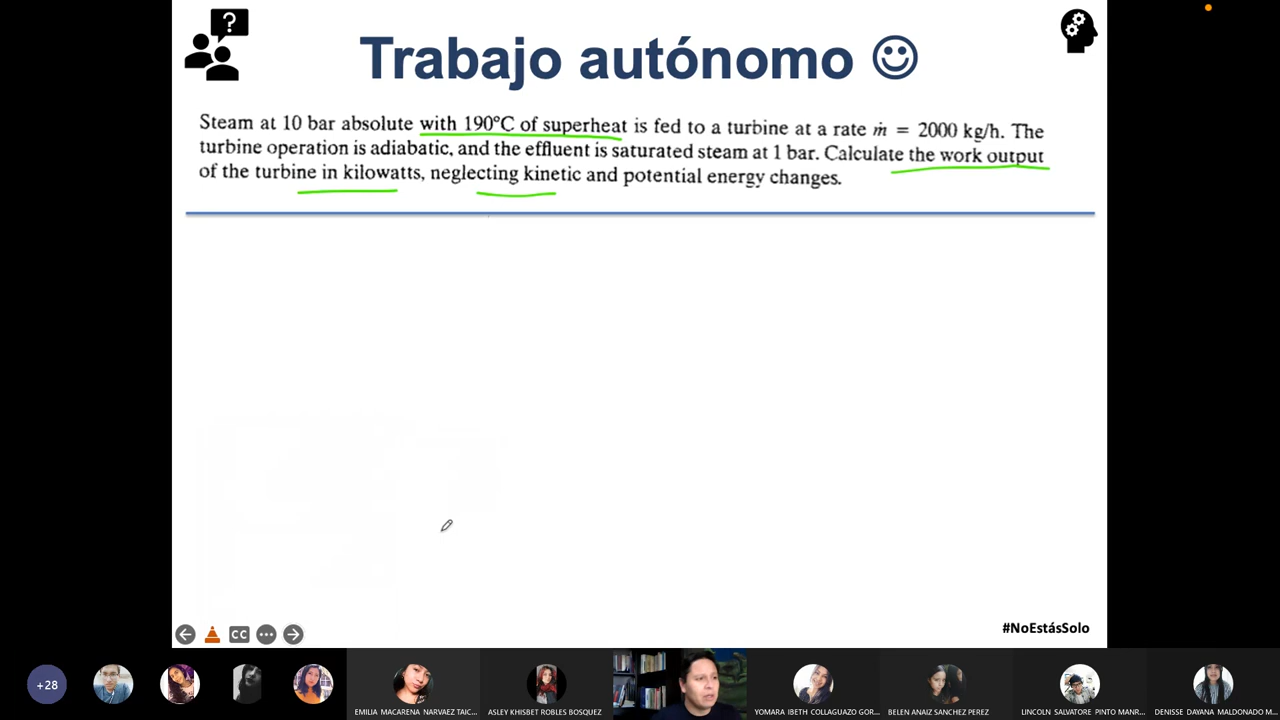 ?
Trabajo autónomo ☺
Steam at 10 bar absolute with 190°C of superheat is fed to a turbine at a rate ṁ = 2000 kg/h. The
turbine operation is adiabatic, and the effluent is saturated steam at 1 bar. Calculate the work output
of the turbine in kilowatts, neglecting kinetic and potential energy changes.
#NoEstásSolo
CC
+28
EMILIA MACARENA NARVAEZ TAIC...
ASLEY KHISBET ROBLES BOSQUEZ
YOMARA IBETH COLLAGUAZO GOR...
BELEN ANAIZ SANCHEZ PEREZ
LINCOLN SALVATORE PINTO MANR...
DENISSE DAYANA MALDONADO M...